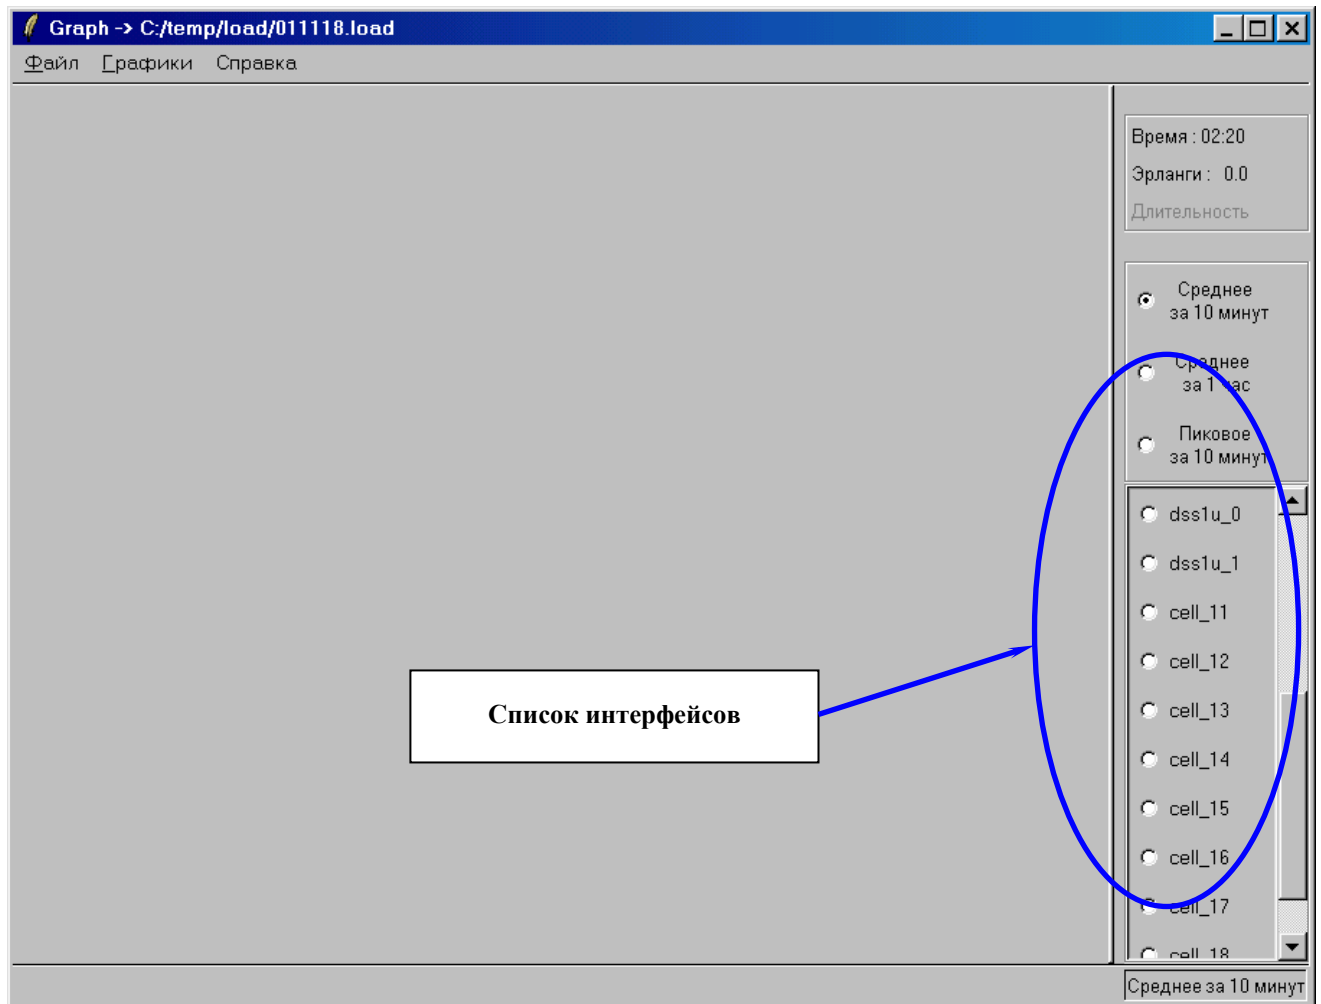 Graph -> C:/temp/load/011118.load
Файл Графики Справка
Время : 02:20
Эрланги : 0.0
Длительность
Среднее
за 10 минут
Среднее
за 1 час
Пиковое
за 10 минут
dss1u_0
dss1u_1
cell_11
cell_12
cell_13
cell_14
cell_15
cell_16
cell_17
cell_18
Список интерфейсов
Среднее за 10 минут